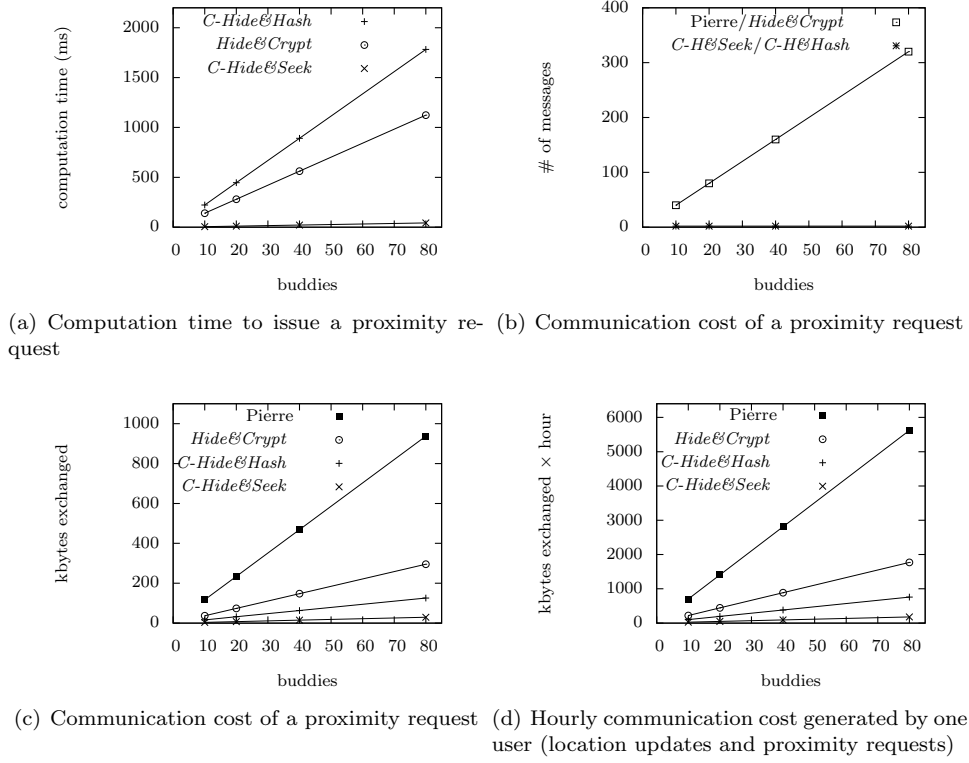 computation time (ms)
2000
1500
1000
500
0
C-Hide&Hash
Hide&Crypt
C-Hide&Seek
0 10 20 30 40 50 60 70 80
buddies
(a) Computation time to issue a proximity re-
quest
# of messages
400
300
200
100
0
Pierre/Hide&Crypt
C-H&Seek/C-H&Hash
0 10 20 30 40 50 60 70 80
buddies
(b) Communication cost of a proximity request
kbytes exchanged
1000
800
600
400
200
0
Pierre
Hide&Crypt
C-Hide&Hash
C-Hide&Seek
0 10 20 30 40 50 60 70 80
buddies
(c) Communication cost of a proximity request
kbytes exchanged × hour
6000
5000
4000
3000
2000
1000
0
Pierre
Hide&Crypt
C-Hide&Hash
C-Hide&Seek
0 10 20 30 40 50 60 70 80
buddies
(d) Hourly communication cost generated by one
user (location updates and proximity requests)